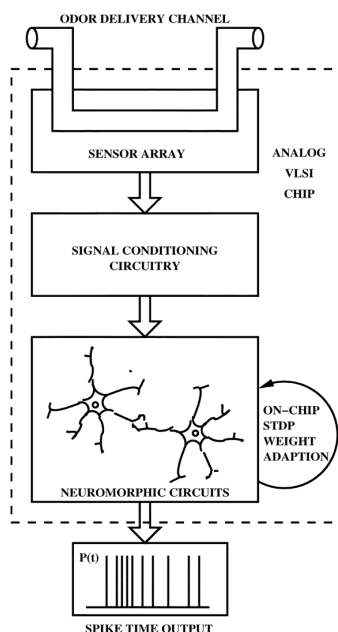 ODOR DELIVERY CHANNEL
SENSOR ARRAY
ANALOG
VLSI
CHIP
SIGNAL CONDITIONING
CIRCUITRY
ON-CHIP
STDP
WEIGHT
ADAPTION
NEUROMORPHIC CIRCUITS
P(t)
SPIKE TIME OUTPUT